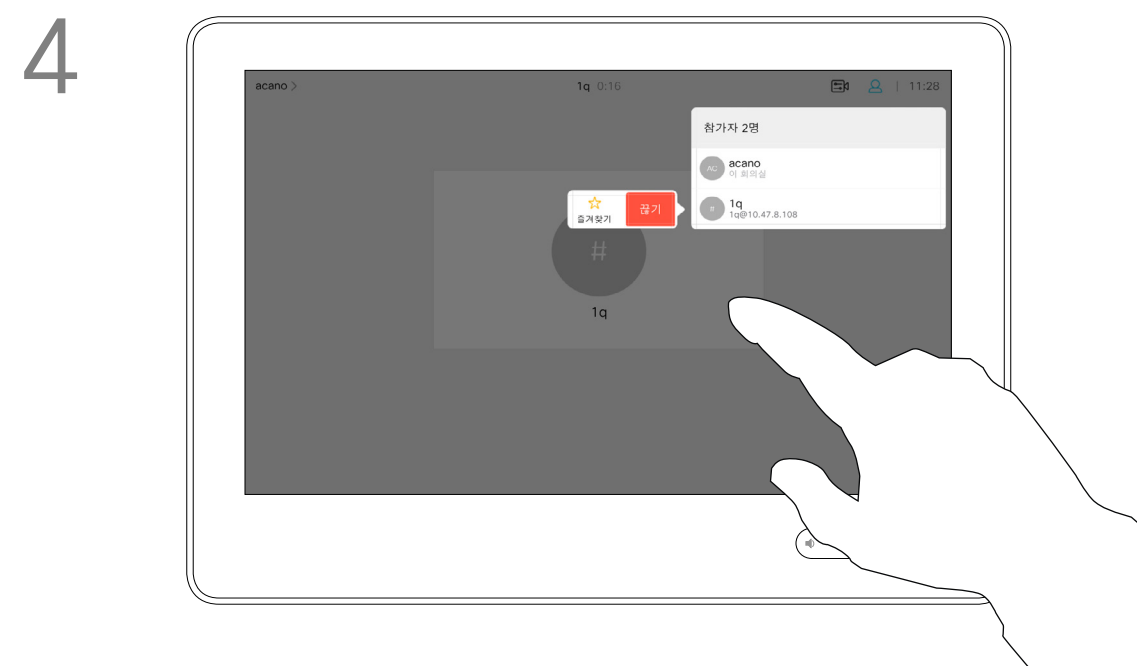 4
acano >
1q 0:16
| 11:28
참가자 2명
AC
acano
이 회의실
즐겨찾기
끊기
#
1q
1q@10.47.8.108
#
1q